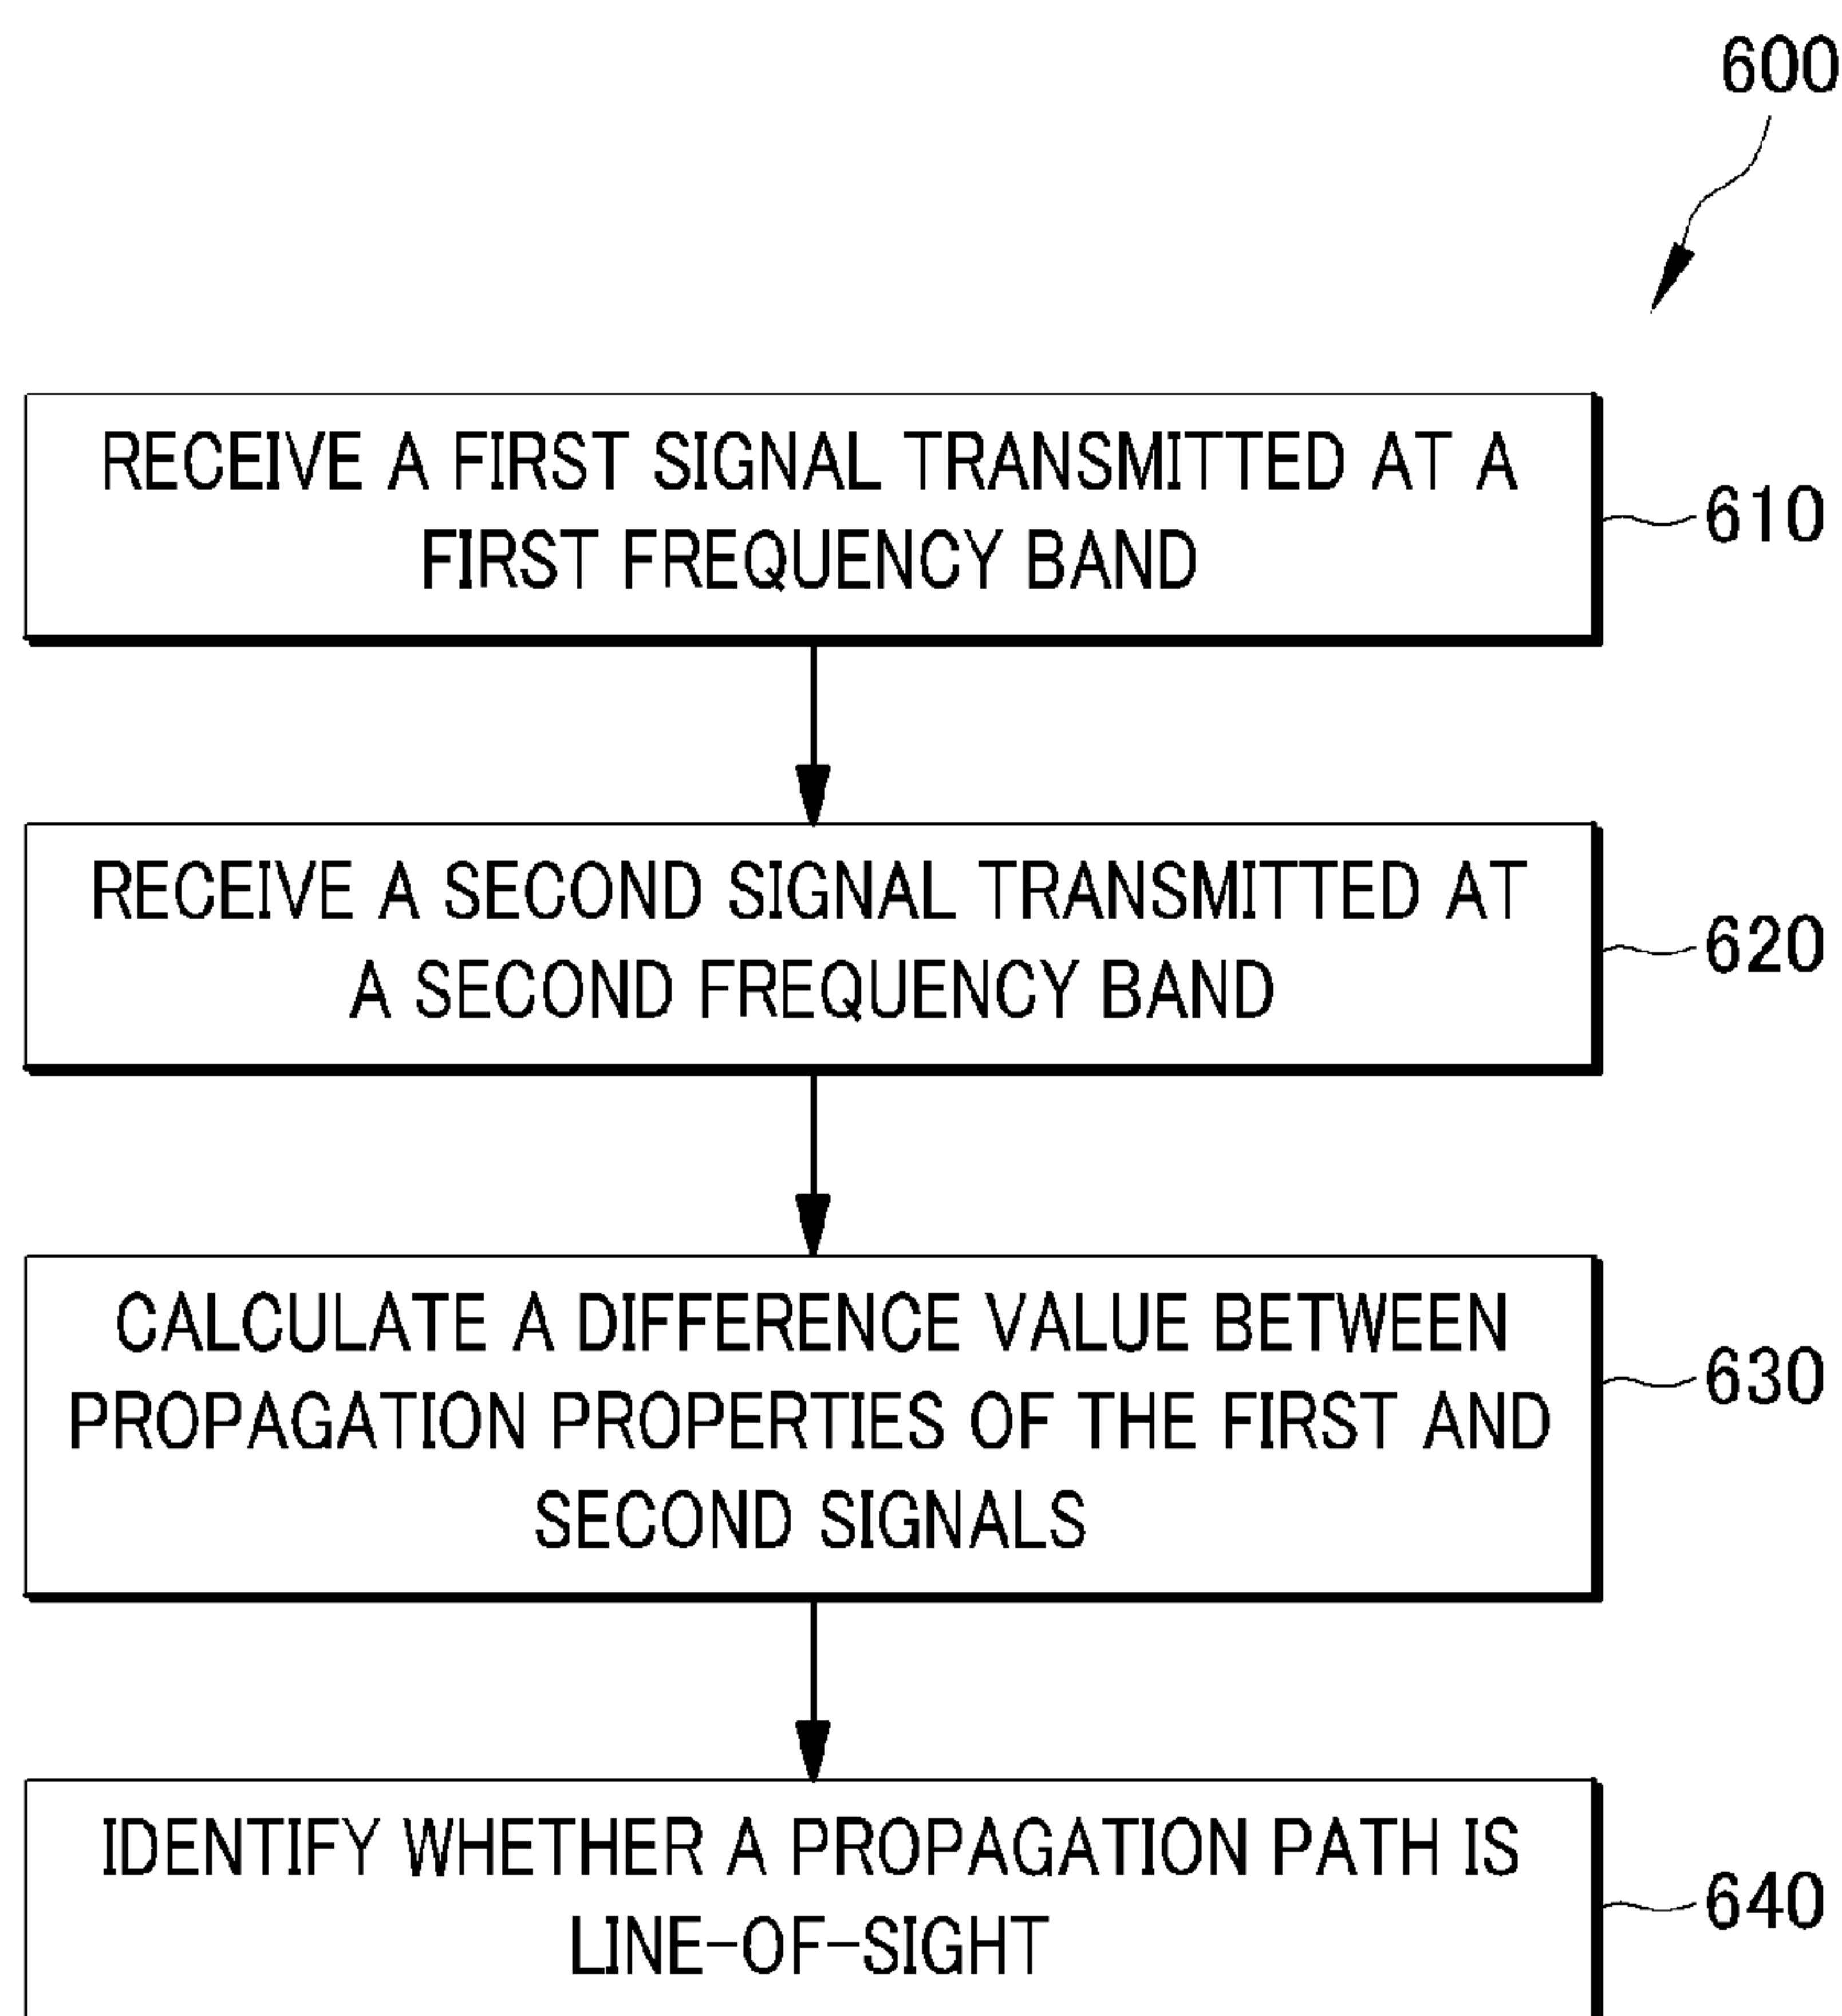 600
RECEIVE A FIRST SIGNAL TRANSMITTED AT A
FIRST FREQUENCY BAND
610
RECEIVE A SECOND SIGNAL TRANSMITTED AT
A SECOND FREQUENCY BAND
620
CALCULATE A DIFFERENCE VALUE BETWEEN
PROPAGATION PROPERTIES OF THE FIRST AND
SECOND SIGNALS
630
IDENTIFY WHETHER A PROPAGATION PATH IS
LINE-OF-SIGHT
640